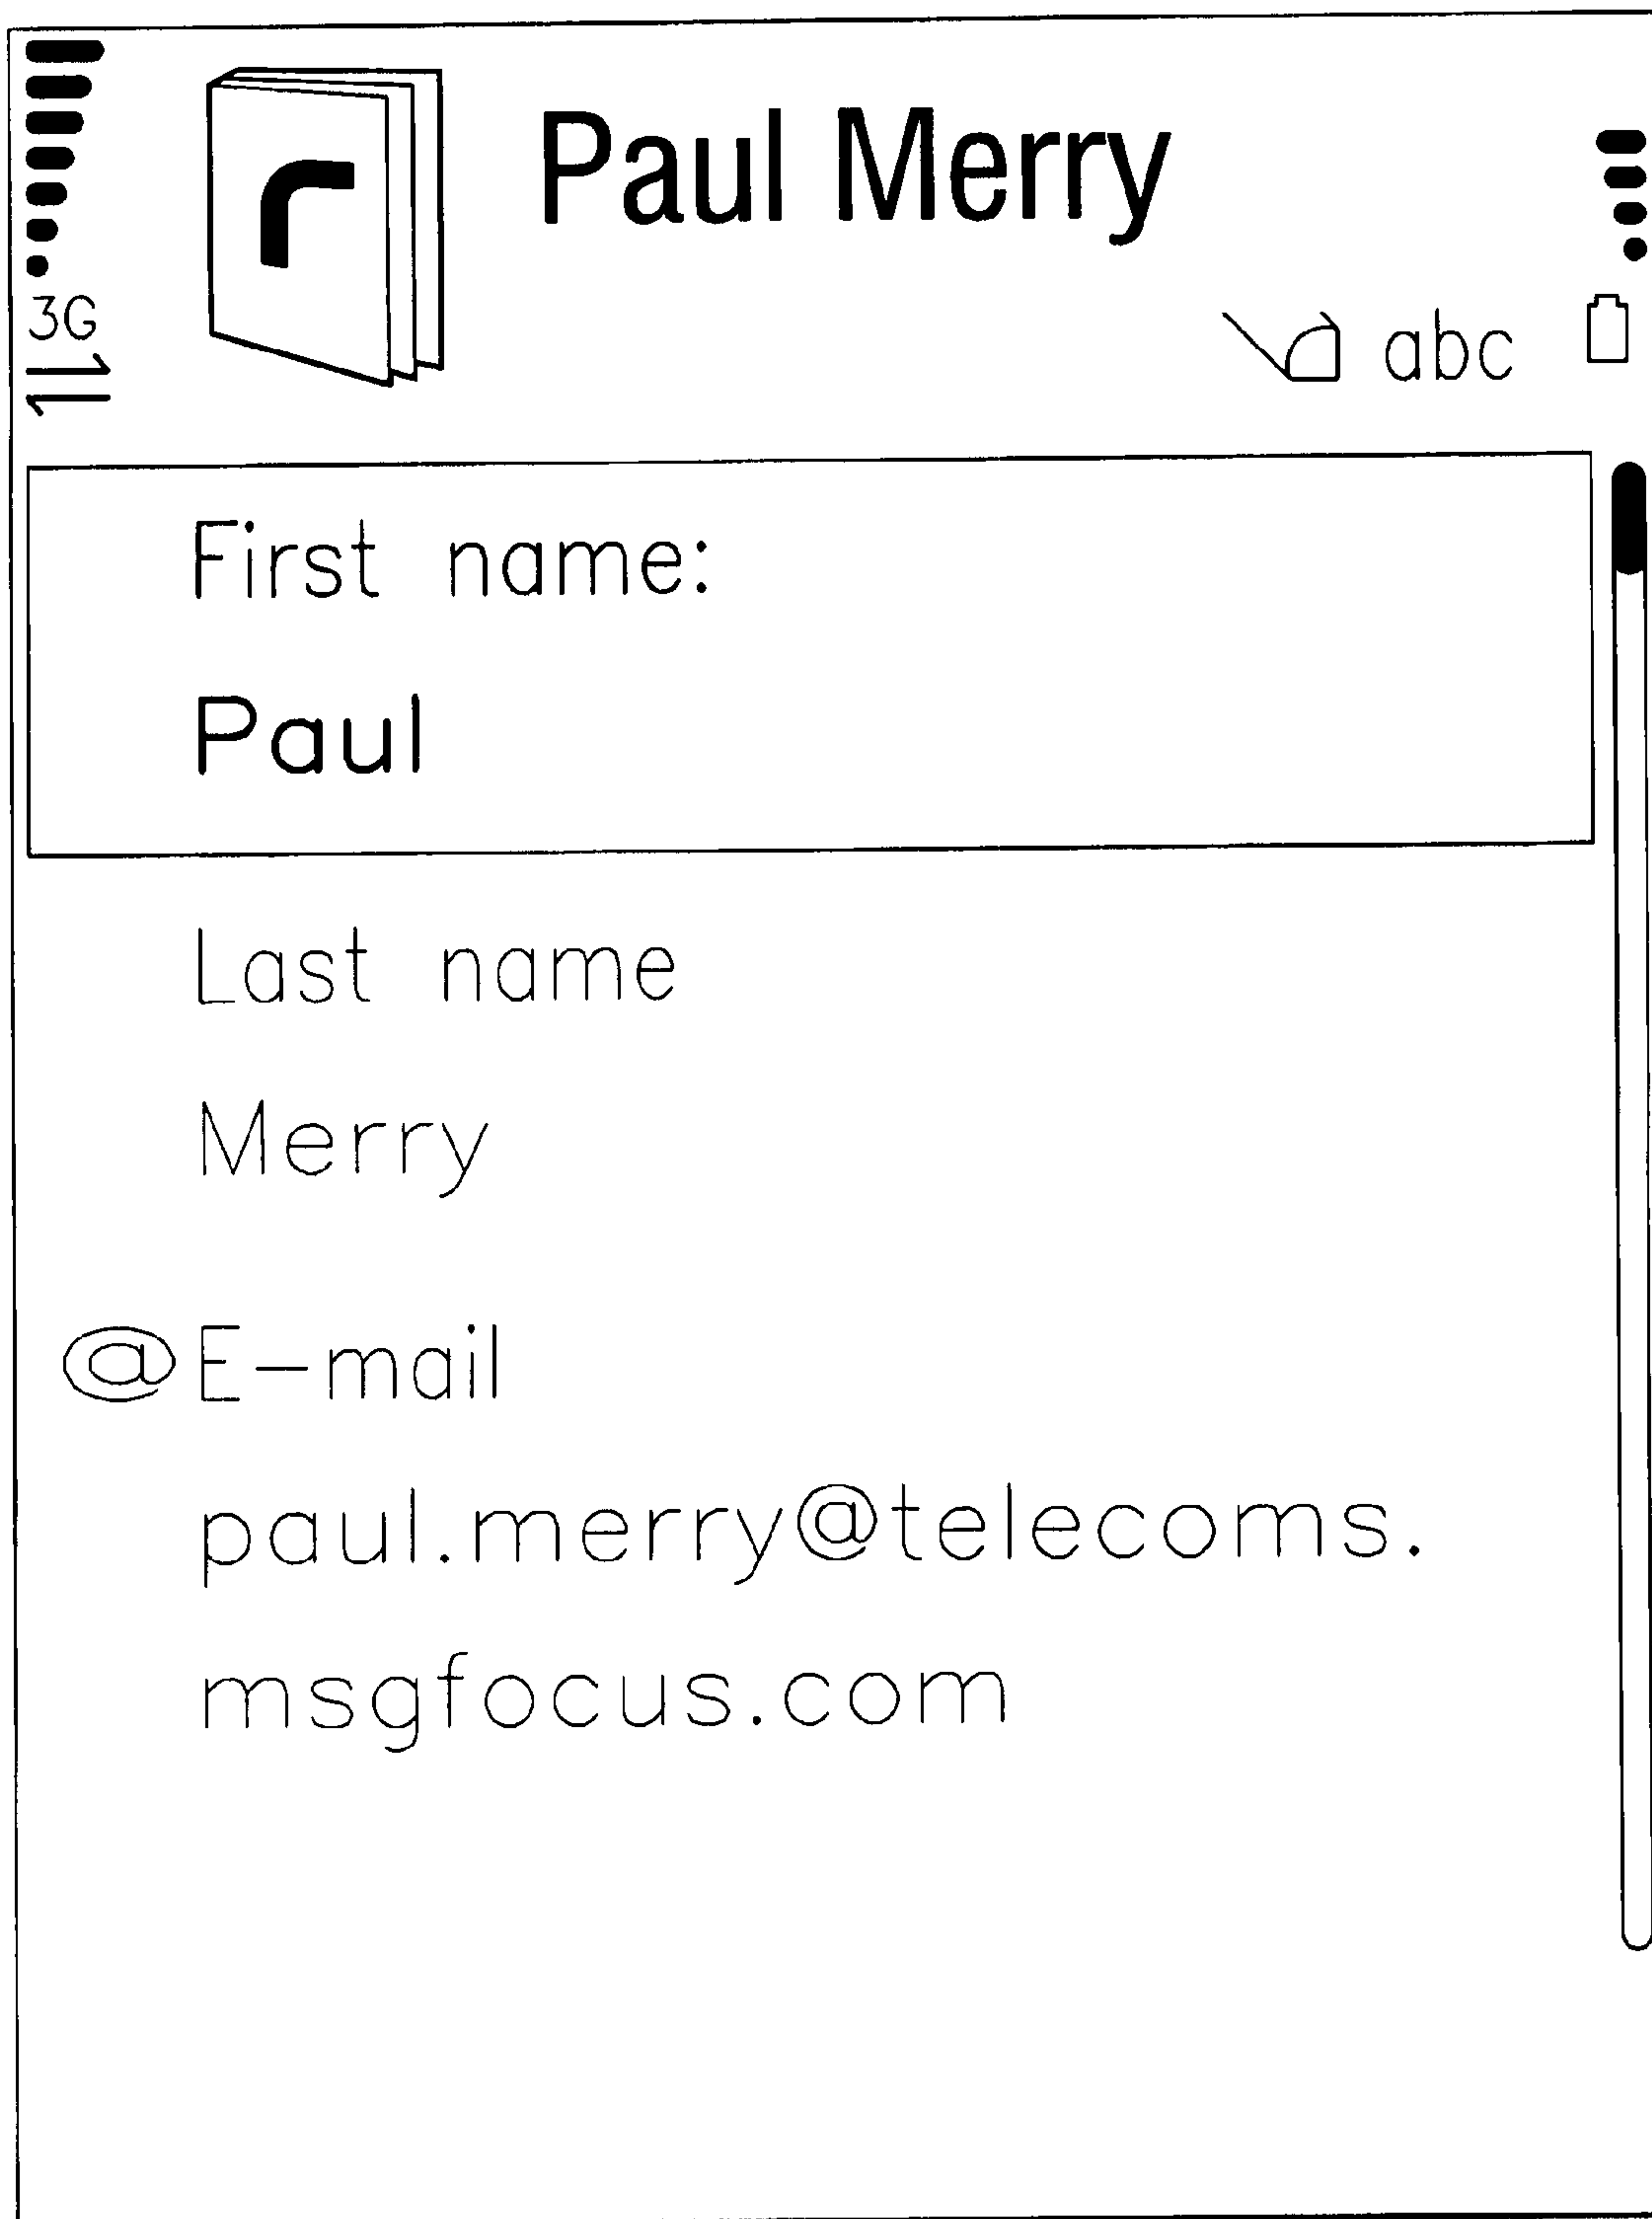 Paul Merry
3G
abc
First name:
Paul
Last name
Merry
@E-mail
paul.merry@telecoms.
msgfocus.com